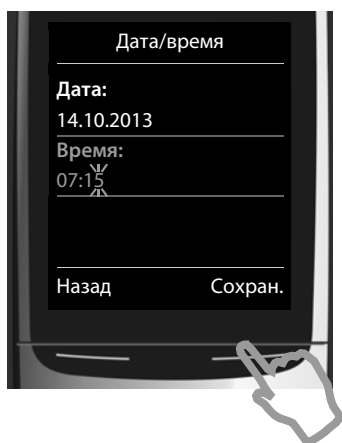 Дата/время
Дата:
14.10.2013
Время:
07:15
Назад Сохран.